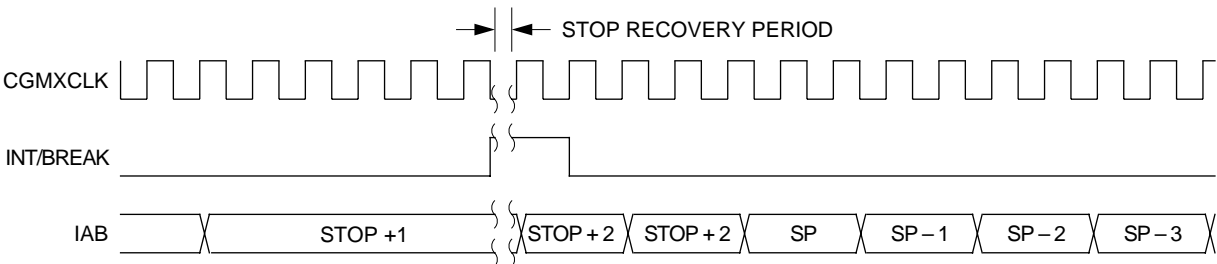 STOP RECOVERY PERIOD
CGMXCLK
INT/BREAK
IAB
STOP +1
STOP + 2
STOP + 2
SP
SP – 1
SP – 2
SP – 3